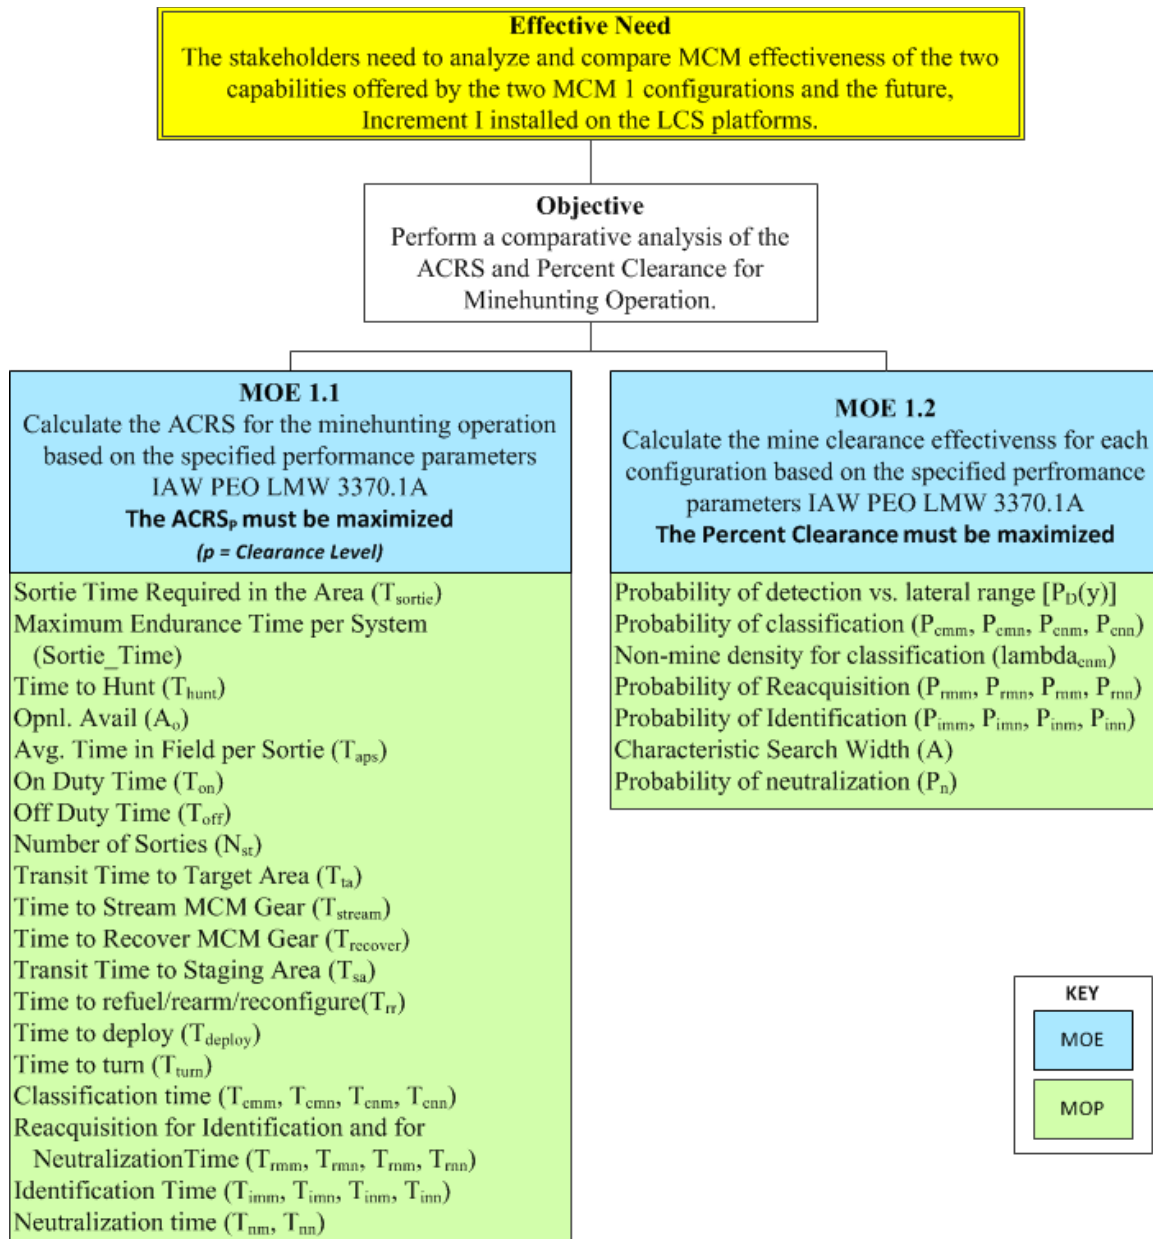 Effective Need
The stakeholders need to analyze and compare MCM effectiveness of the two
capabilities offered by the two MCM 1 configurations and the future,
Increment I installed on the LCS platforms.
Objective
Perform a comparative analysis of the
ACRS and Percent Clearance for
Minehunting Operation.
MOE 1.1
Calculate the ACRS for the minehunting operation
based on the specified performance parameters
IAW PEO LMW 3370.1A
The ACRSP must be maximized
(p = Clearance Level)
Sortie Time Required in the Area (Tsortie)
Maximum Endurance Time per System
(Sortie_Time)
Time to Hunt (Thunt)
Opnl. Avail (Ao)
Avg. Time in Field per Sortie (Taps)
On Duty Time (Ton)
Off Duty Time (Toff)
Number of Sorties (Nst)
Transit Time to Target Area (Tta)
Time to Stream MCM Gear (Tstream)
Time to Recover MCM Gear (Trecover)
Transit Time to Staging Area (Tsa)
Time to refuel/rearm/reconfigure(Trr)
Time to deploy (Tdeploy)
Time to turn (Tturn)
Classification time (Tcmm, Tcmn, Tcnm, Tcnn)
Reacquisition for Identification and for
NeutralizationTime (Trmm, Trmn, Trnm, Trnn)
Identification Time (Timm, Timn, Tinm, Tinn)
Neutralization time (Tnm, Tnn)
MOE 1.2
Calculate the mine clearance effectivenss for each
configuration based on the specified perfromance
parameters IAW PEO LMW 3370.1A
The Percent Clearance must be maximized
Probability of detection vs. lateral range [PD(y)]
Probability of classification (Pcmm, Pcmn, Pcnm, Pcnn)
Non-mine density for classification (lambdacnm)
Probability of Reacquisition (Prmm, Prmn, Prnm, Prnn)
Probability of Identification (Pimm, Pimn, Pinm, Pinn)
Characteristic Search Width (A)
Probability of neutralization (Pn)
KEY
MOE
MOP